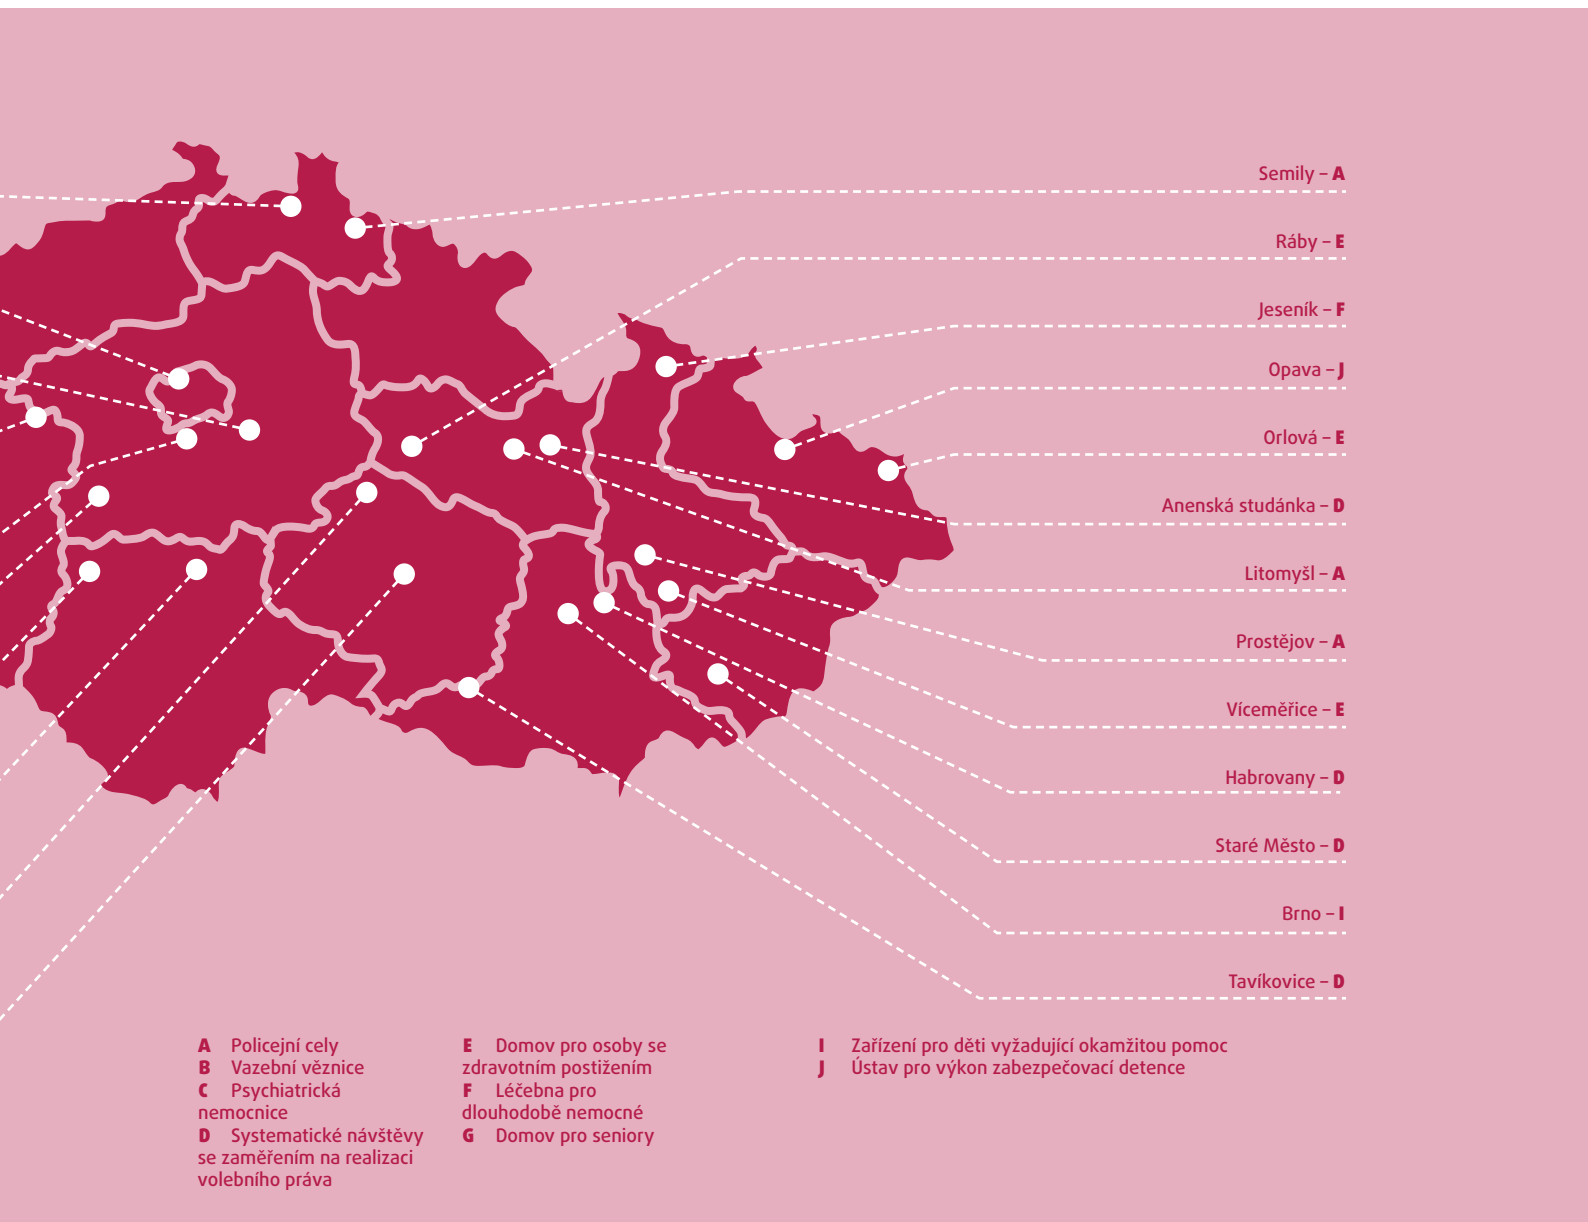 Semily – A
Ráby – E
Jeseník – F
Opava – J
Orlová – E
Anenská studánka – D
Litomyšl – A
Prostějov – A
Víceměřice – E
Habrovany – D
Staré Město – D
Brno – I
Tavíkovice – D
A Policejní cely
B Vazební věznice
C Psychiatrická
nemocnice
D Systematické návštěvy
se zaměřením na realizaci
volebního práva
E Domov pro osoby se
zdravotním postižením
F Léčebna pro
dlouhodobě nemocné
G Domov pro seniory
I Zařízení pro děti vyžadující okamžitou pomoc
J Ústav pro výkon zabezpečovací detence